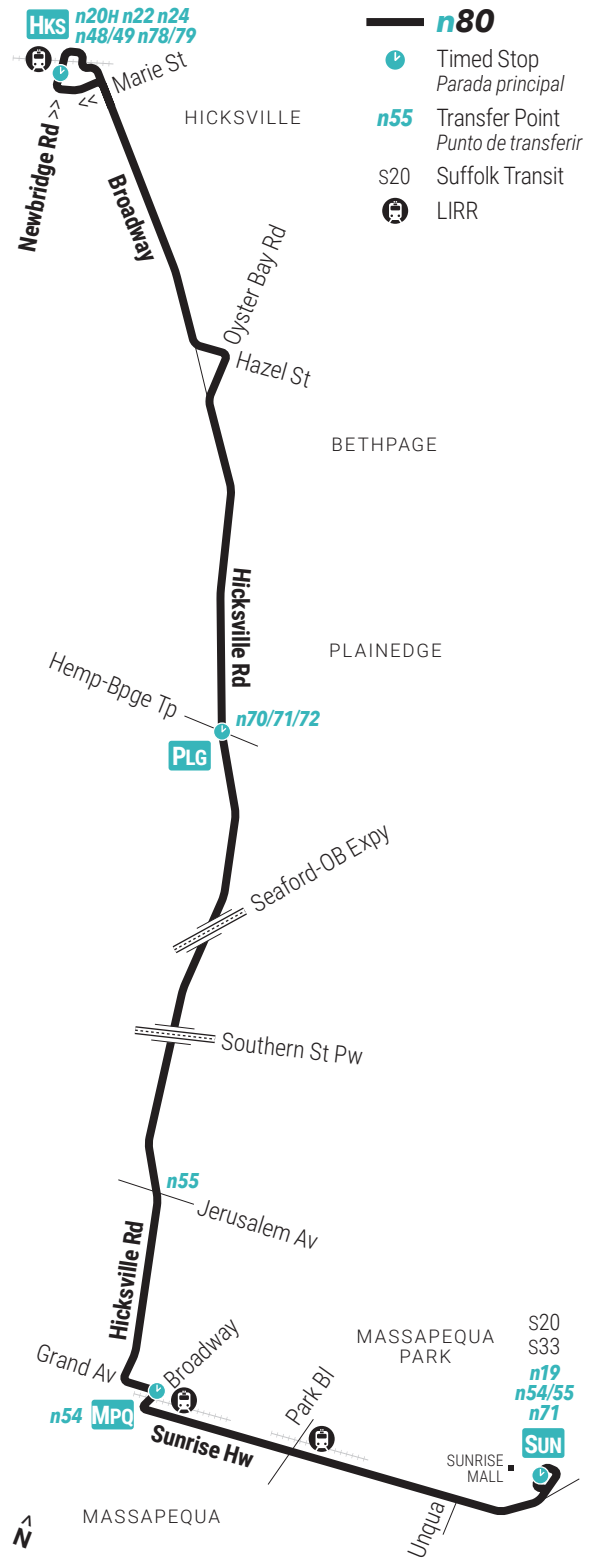 HKS
n20H n22 n24
n48/49 n78/79
n80
Timed Stop
Parada principal
n55
Transfer Point
Punto de transferir
S20
Suffolk Transit
LIRR
Marie St
HICKSVILLE
Newbridge Rd
Broadway
Oyster Bay Rd
Hazel St
BETHPAGE
Hicksville Rd
PLAINEDGE
Hemp-Bpge Tp
n70/71/72
PLG
Seaford-OB Expy
Southern St Pw
n55
Jerusalem Av
Hicksville Rd
Grand Av
Broadway
MASSAPEQUA
PARK
S20
S33
n19
n54/55
n71
SUN
n54
MPQ
Sunrise Hw
Park Bl
SUNRISE
MALL
Unqua
MASSAPEQUA
N